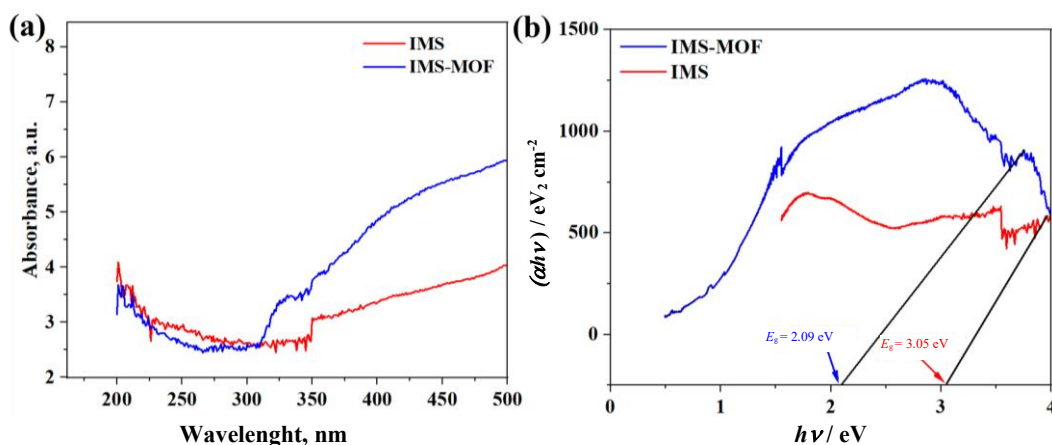 (a)
IMS
IMS-MOF
8
7
6
5
4
3
2
Absorbance, a.u.
200 250 300 350 400 450 500
Wavelenght, nm
(b)
IMS-MOF
IMS
1500
1000
500
0
(αhν) / eV₂ cm⁻²
E_g = 2.09 eV
E_g = 3.05 eV
0 1 2 3 4
hν / eV